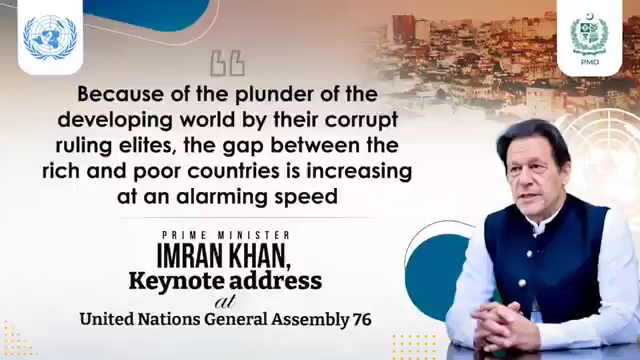 PMO
Because of the plunder of the
developing world by their corrupt
ruling elites, the gap between the
rich and poor countries is increasing
at an alarming speed
PRIME MINISTER
IMRAN KHAN,
Keynote address
at
United Nations General Assembly 76